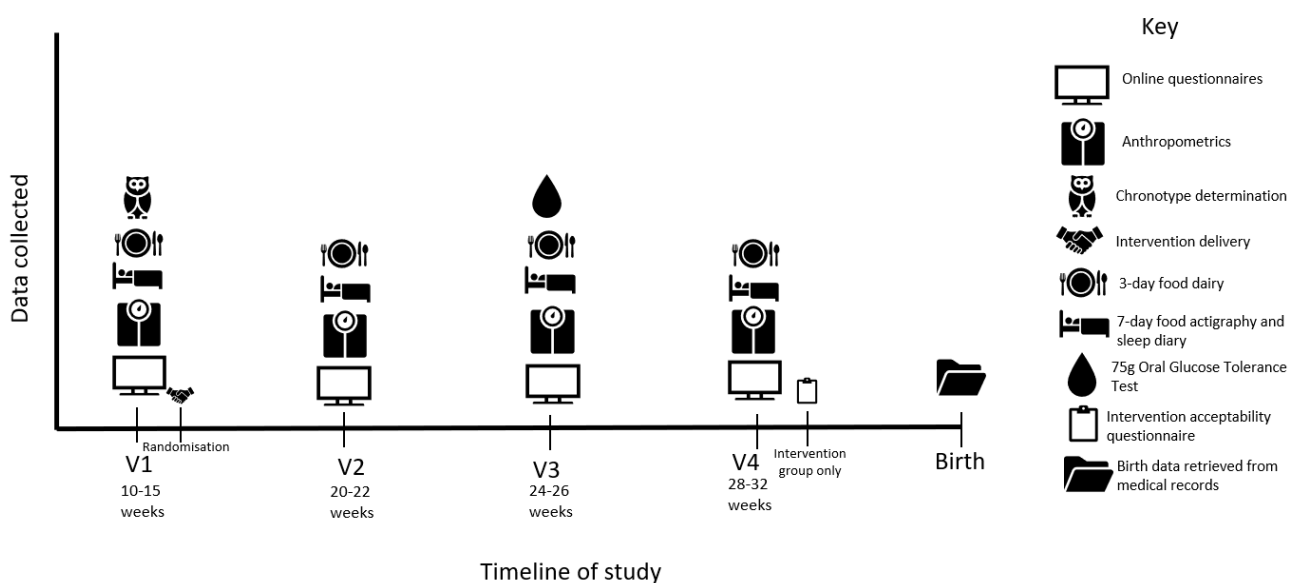 Key
Online questionnaires
Anthropometrics
Chronotype determination
Intervention delivery
3-day food dairy
7-day food actigraphy and
sleep diary
75g Oral Glucose Tolerance
Test
Intervention acceptability
questionnaire
Birth data retrieved from
medical records
Data collected
Randomisation
Intervention
group only
V1
10-15
weeks
V2
20-22
weeks
V3
24-26
weeks
V4
28-32
weeks
Birth
Timeline of study